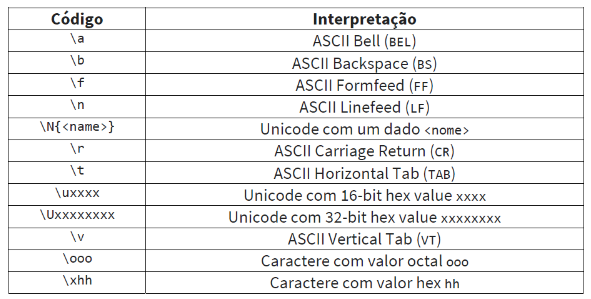 Código Interpretação
\a ASCII Bell (BEL)
\b ASCII Backspace (BS)
\f ASCII Formfeed (FF)
\n ASCII Linefeed (LF)
\N{<name>} Unicode com um dado <name>
\r ASCII Carriage Return (CR)
\t ASCII Horizontal Tab (TAB)
\uxxxx Unicode com 16-bit hex value xxxx
\Uxxxxxxxx Unicode com 32-bit hex value xxxxxxxx
\v ASCII Vertical Tab (VT)
\ooo Caractere com valor octal ooo
\xhh Caractere com valor hex hh